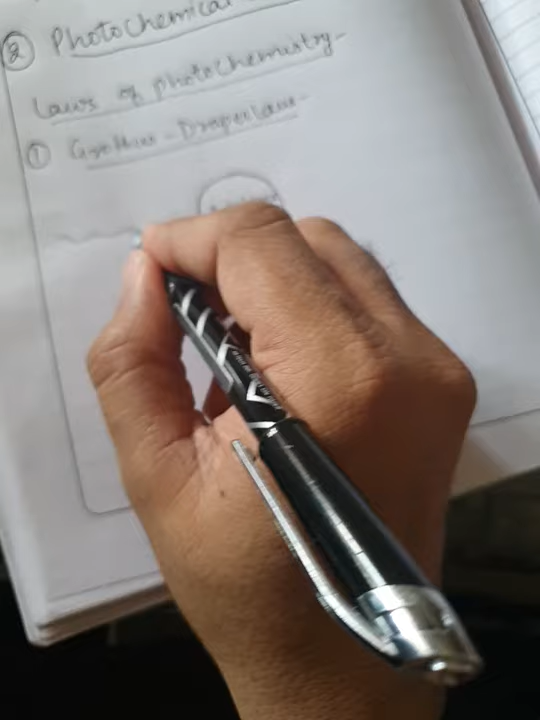 ② Photochemical
Laws of photochemistry-
① Grotthus - Draper Law-